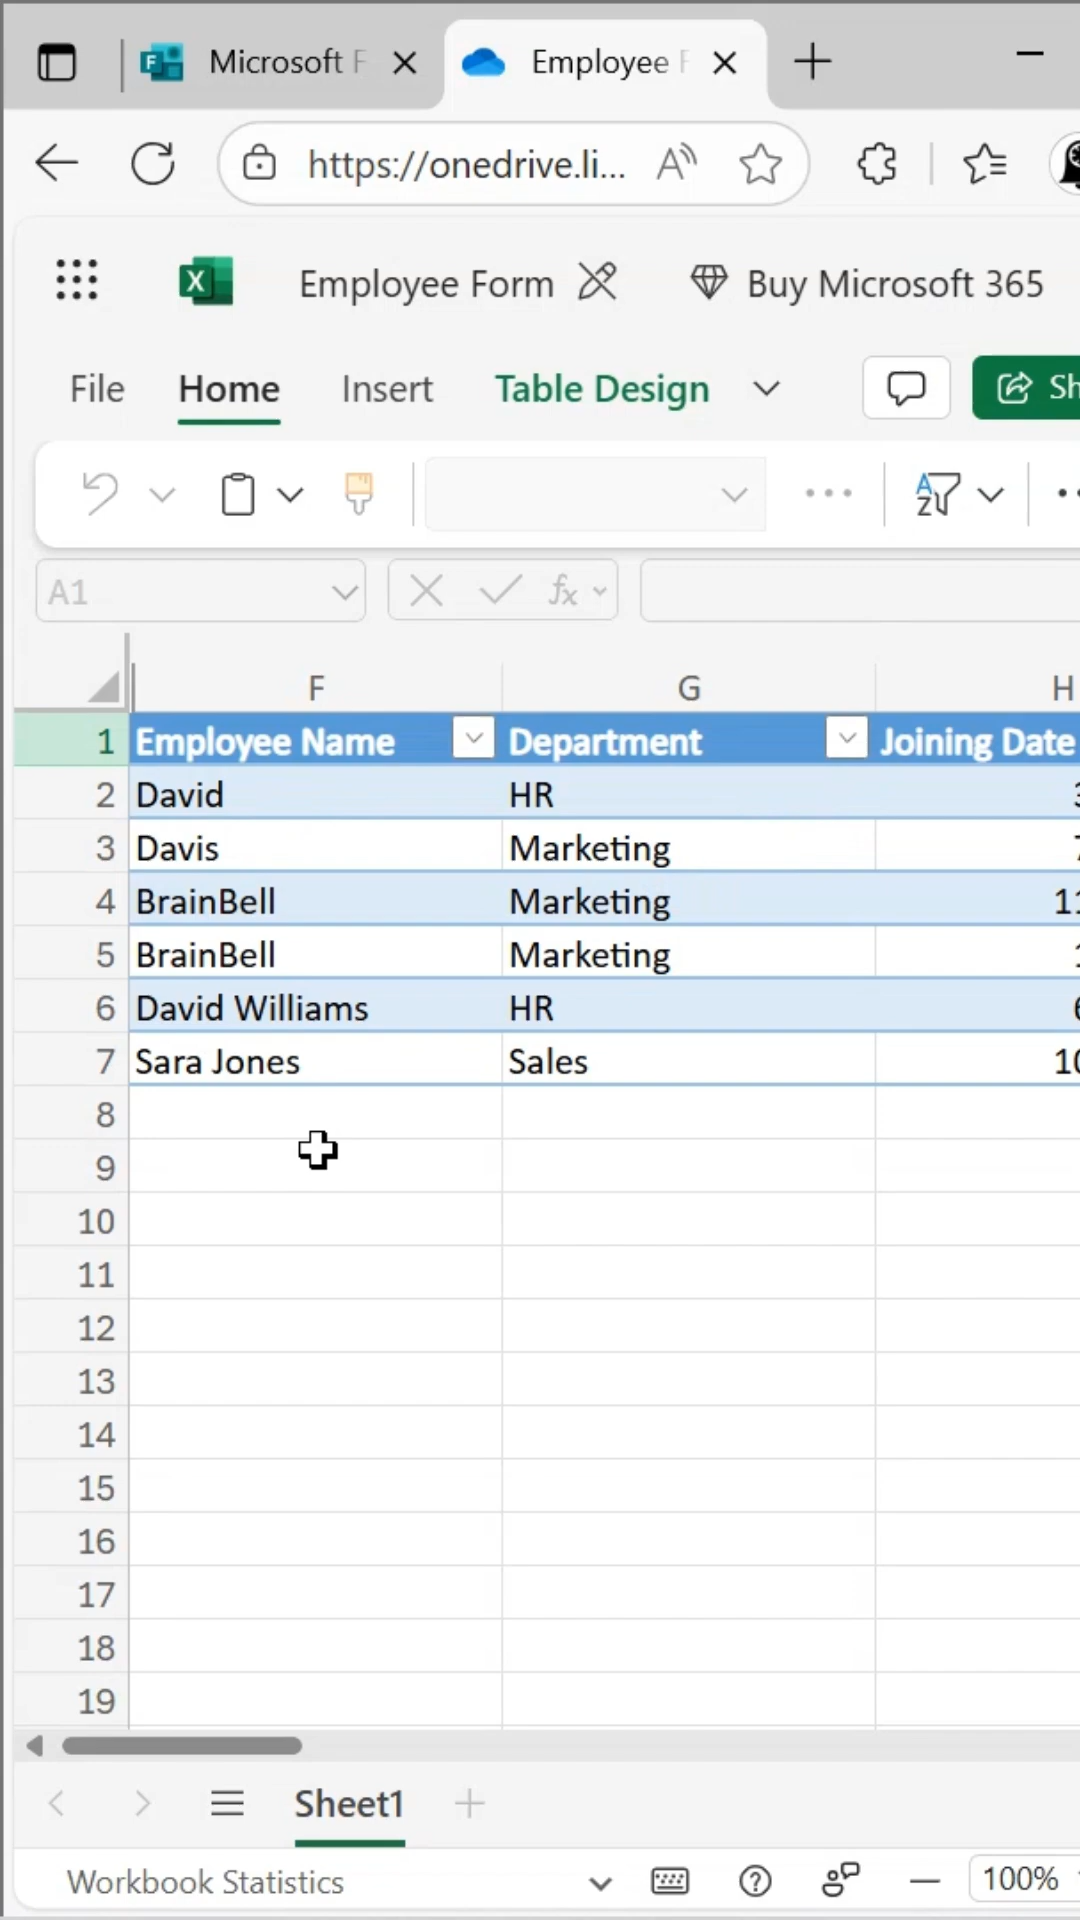 Microsoft F
Employee F
https://onedrive.li...
Employee Form
Buy Microsoft 365
File Home Insert Table Design Sh
A1
fx
F G H
1 Employee Name Department Joining Date
2 David HR
3 Davis Marketing
4 BrainBell Marketing 11
5 BrainBell Marketing
6 David Williams HR
7 Sara Jones Sales 10
8
9
10
11
12
13
14
15
16
17
18
19
Sheet1
Workbook Statistics 100%